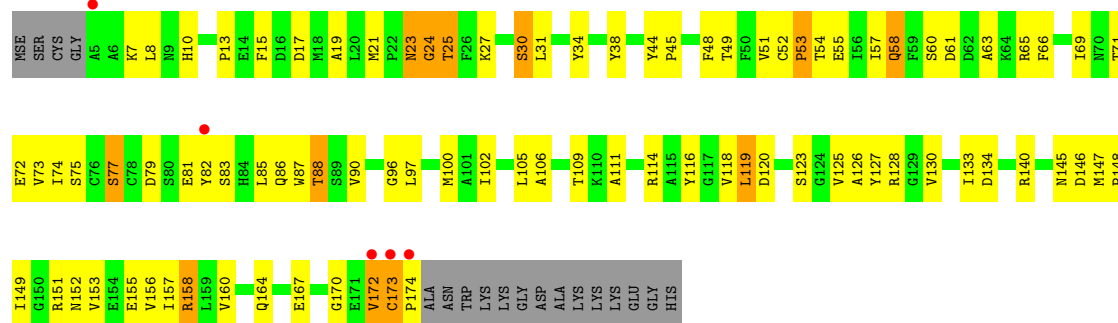 MSE SER CYS GLY A5 A6 K7 L8 N9 H10 P13 E14 F15 D16 D17 M18 A19 L20 M21 P22 N23 G24 T25 F26 K27 S30 L31 Y34 Y38 Y44 P45 F48 T49 F50 V51 C52 P53 T54 E55 I56 I57 Q58 F59 S60 D61 D62 A63 K64 R65 F66 I69 N70 T71
E72 V73 I74 S75 C76 S77 C78 D79 S80 E81 Y82 S83 H84 L85 Q86 W87 T88 S89 V90 G96 L97 M100 A101 I102 L105 A106 T109 K110 A111 R114 A115 Y116 G117 V118 L119 D120 S123 G124 V125 A126 Y127 R128 G129 V130 I133 D134 R140 N145 D146 M147 P148
I149 G150 R151 N152 V153 E154 E155 V156 I157 R158 L159 V160 Q164 E167 G170 E171 V172 C173 P174 ALA ASN TRP LYS LYS GLY ASP ALA LYS LYS LYS GLU GLY HIS